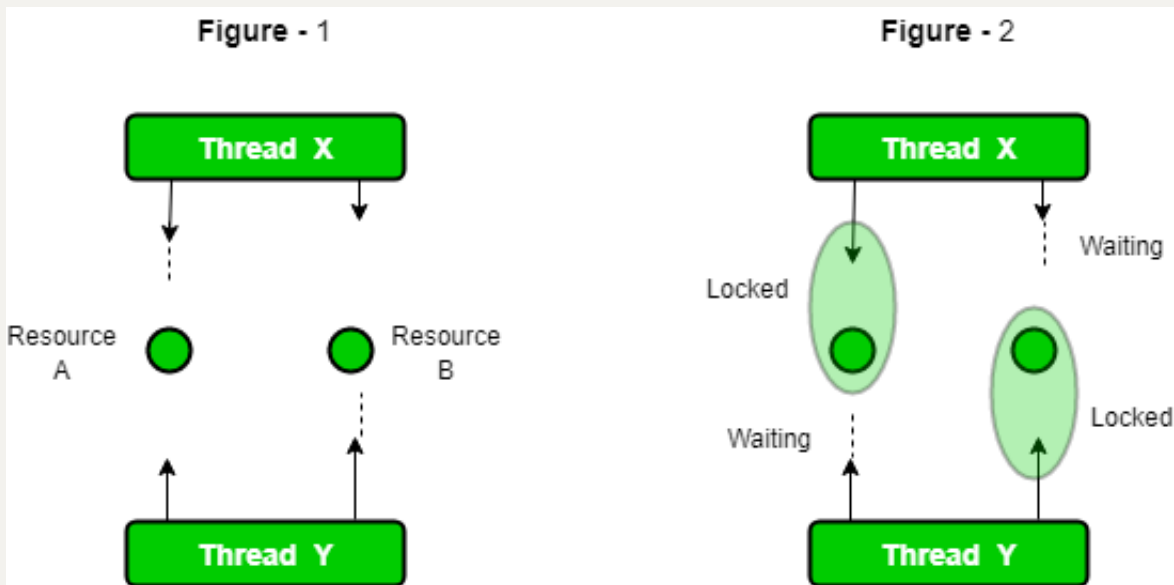 Figure - 1
Thread X
Resource
A
Resource
B
Thread Y
Figure - 2
Thread X
Waiting
Locked
Locked
Waiting
Thread Y